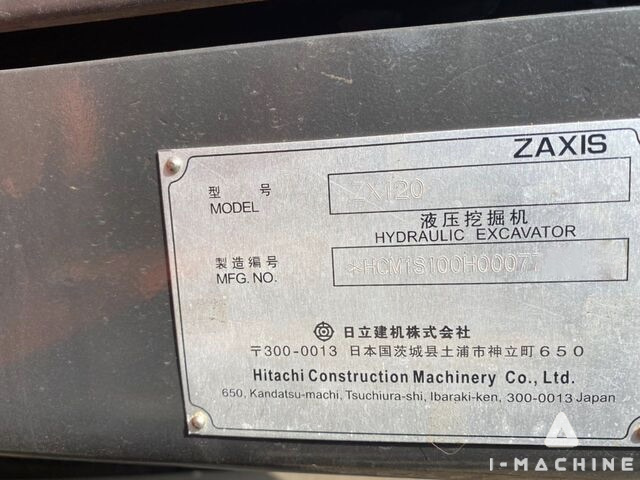 ZAXIS
型 号
MODEL
ZX120
液压挖掘机
HYDRAULIC EXCAVATOR
製造編号
MFG. NO.
日立建机株式会社
〒300-0013 日本国茨城县土浦市神立町650
Hitachi Construction Machinery Co., Ltd.
650, Kandatsu-machi, Tsuchiura-shi, Ibaraki-ken, 300-0013 Japan
I-MACHINE